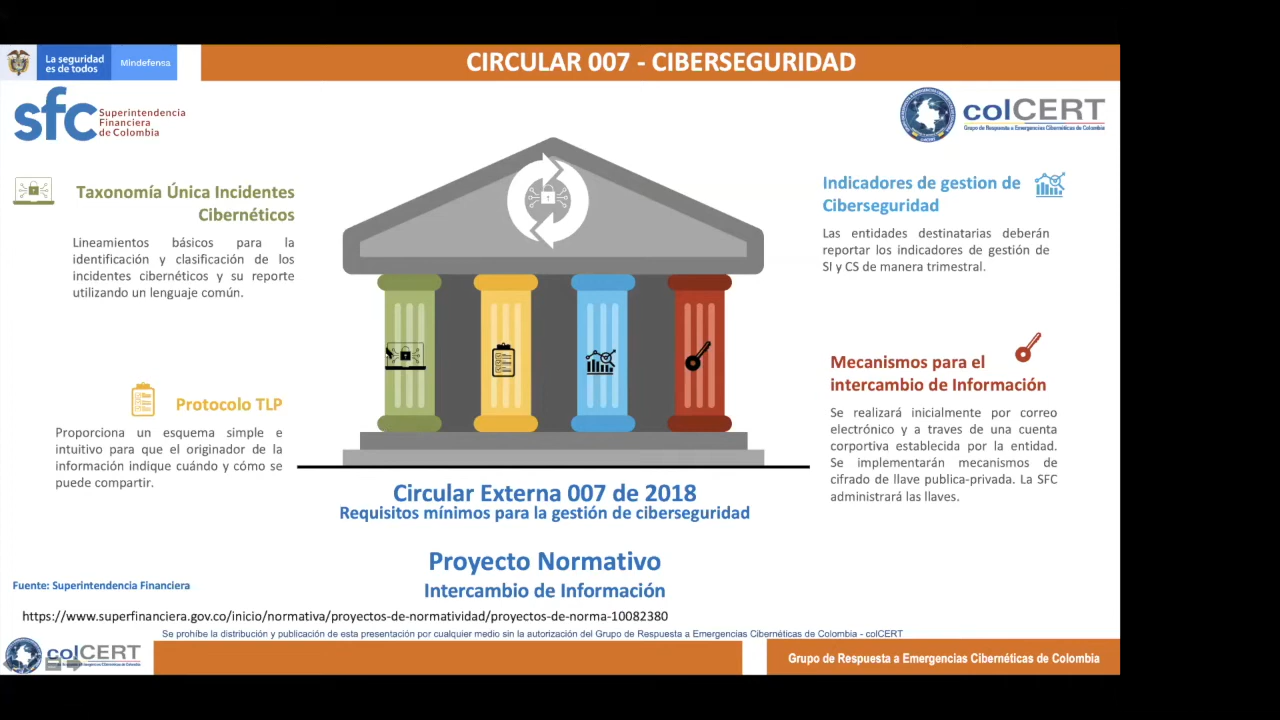 La seguridad
es de todos
Mindefensa
CIRCULAR 007 - CIBERSEGURIDAD
sfc
Superintendencia
Financiera
de Colombia
colCERT
Grupo de Respuesta a Emergencias Cibernéticas de Colombia
Taxonomía Única Incidentes
Cibernéticos
Lineamientos básicos para la
identificación y clasificación de los
incidentes cibernéticos y su reporte
utilizando un lenguaje común.
Protocolo TLP
Proporciona un esquema simple e
intuitivo para que el originador de la
información indique cuándo y cómo se
puede compartir.
Indicadores de gestion de
Ciberseguridad
Las entidades destinatarias deberán
reportar los indicadores de gestión de
SI y CS de manera trimestral.
Mecanismos para el
intercambio de Información
Se realizará inicialmente por correo
electrónico y a traves de una cuenta
corportiva establecida por la entidad.
Se implementarán mecanismos de
cifrado de llave publica-privada. La SFC
administrará las llaves.
Circular Externa 007 de 2018
Requisitos mínimos para la gestión de ciberseguridad
Proyecto Normativo
Intercambio de Información
Fuente: Superintendencia Financiera
https://www.superfinanciera.gov.co/inicio/normativa/proyectos-de-normatividad/proyectos-de-norma-10082380
Se prohíbe la distribución y publicación de esta presentación por cualquier medio sin la autorización del Grupo de Respuesta a Emergencias Cibernéticas de Colombia - colCERT
colCERT
Grupo de Respuesta a Emergencias Cibernéticas de Colombia